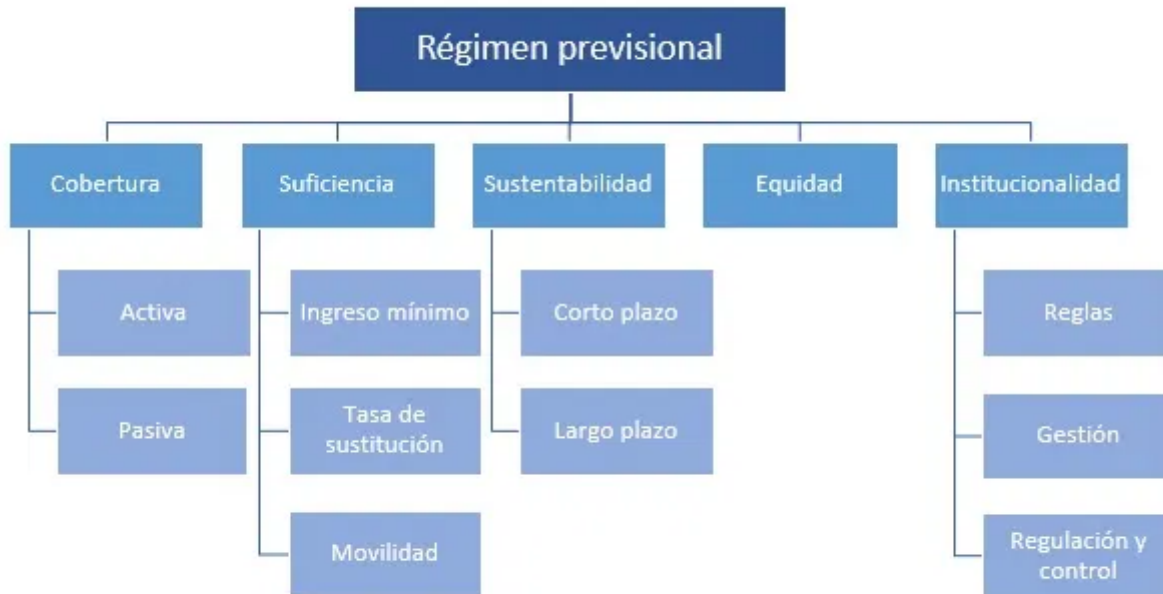 Régimen previsional
Cobertura
Suficiencia
Sustentabilidad
Equidad
Institucionalidad
Activa
Ingreso mínimo
Corto plazo
Reglas
Pasiva
Tasa de
sustitución
Largo plazo
Gestión
Movilidad
Regulación y
control